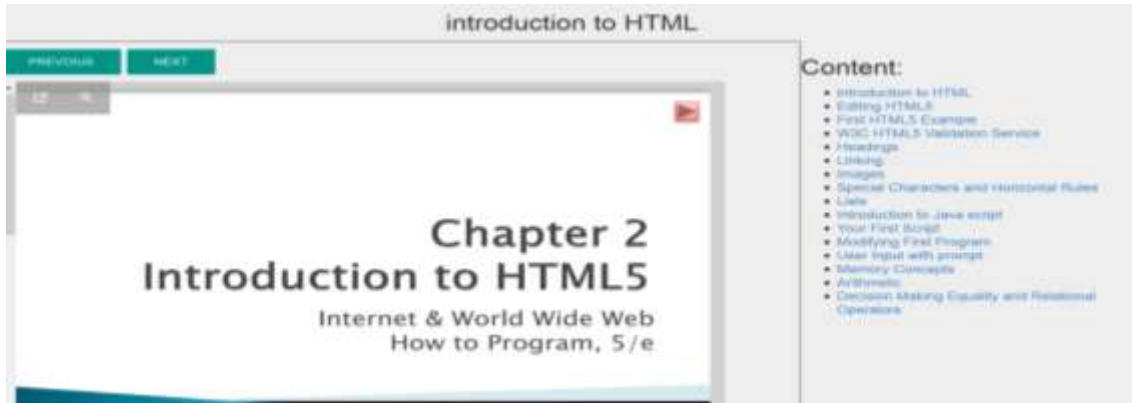 introduction to HTML
PREVOIUS
NEXT
Chapter 2
Introduction to HTML5
Internet & World Wide Web
How to Program, 5/e
Content:
introduction to HTML
Editing HTML5
First HTML5 Example
W3C HTML5 Validation Service
Headings
Linking
Images
Special Characters and Horizontal Rules
Lists
introduction to Java script
Your First Script
Modifying First Program
User Input with prompt
Memory Concepts
Arithmetic
Decision Making Equality and Relational
Operators